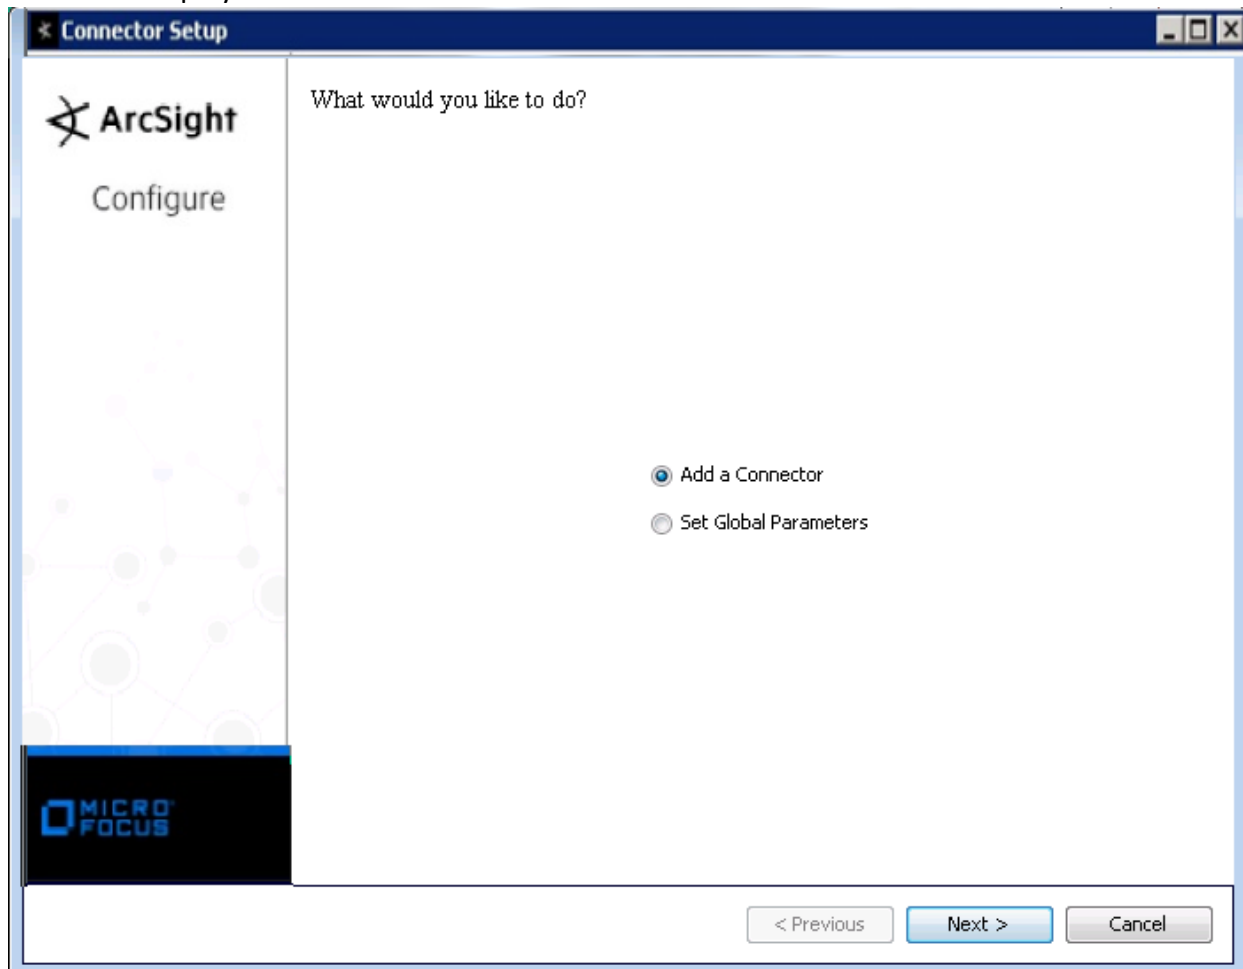 Connector Setup
ArcSight
Configure
What would you like to do?
Add a Connector
Set Global Parameters
MICRO
FOCUS
< Previous
Next >
Cancel